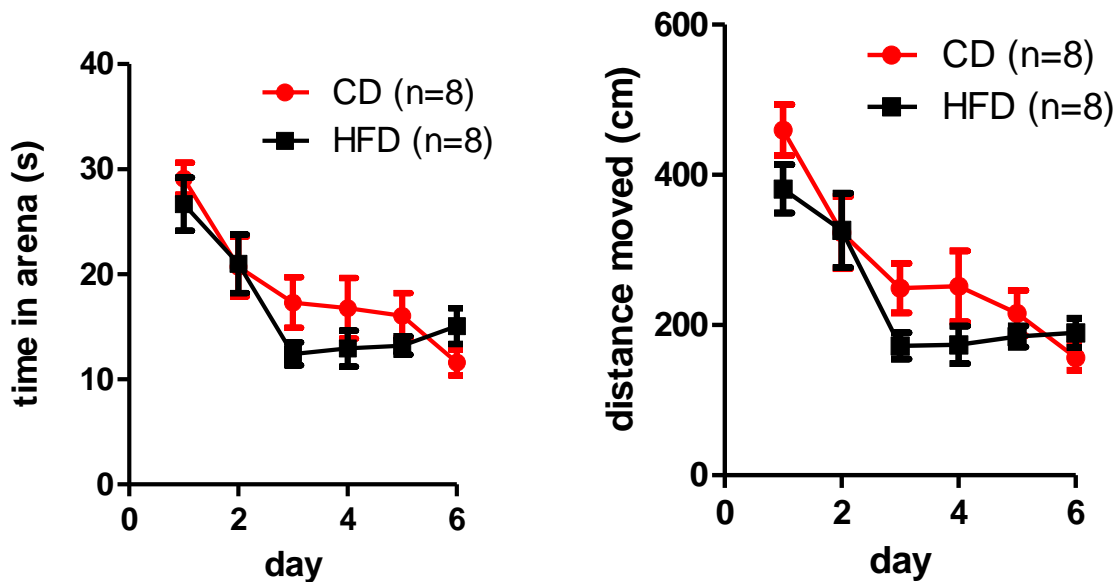 time in arena (s)
40
30
20
10
0
CD (n=8)
HFD (n=8)
0 2 4 6
day
distance moved (cm)
600
400
200
0
CD (n=8)
HFD (n=8)
0 2 4 6
day